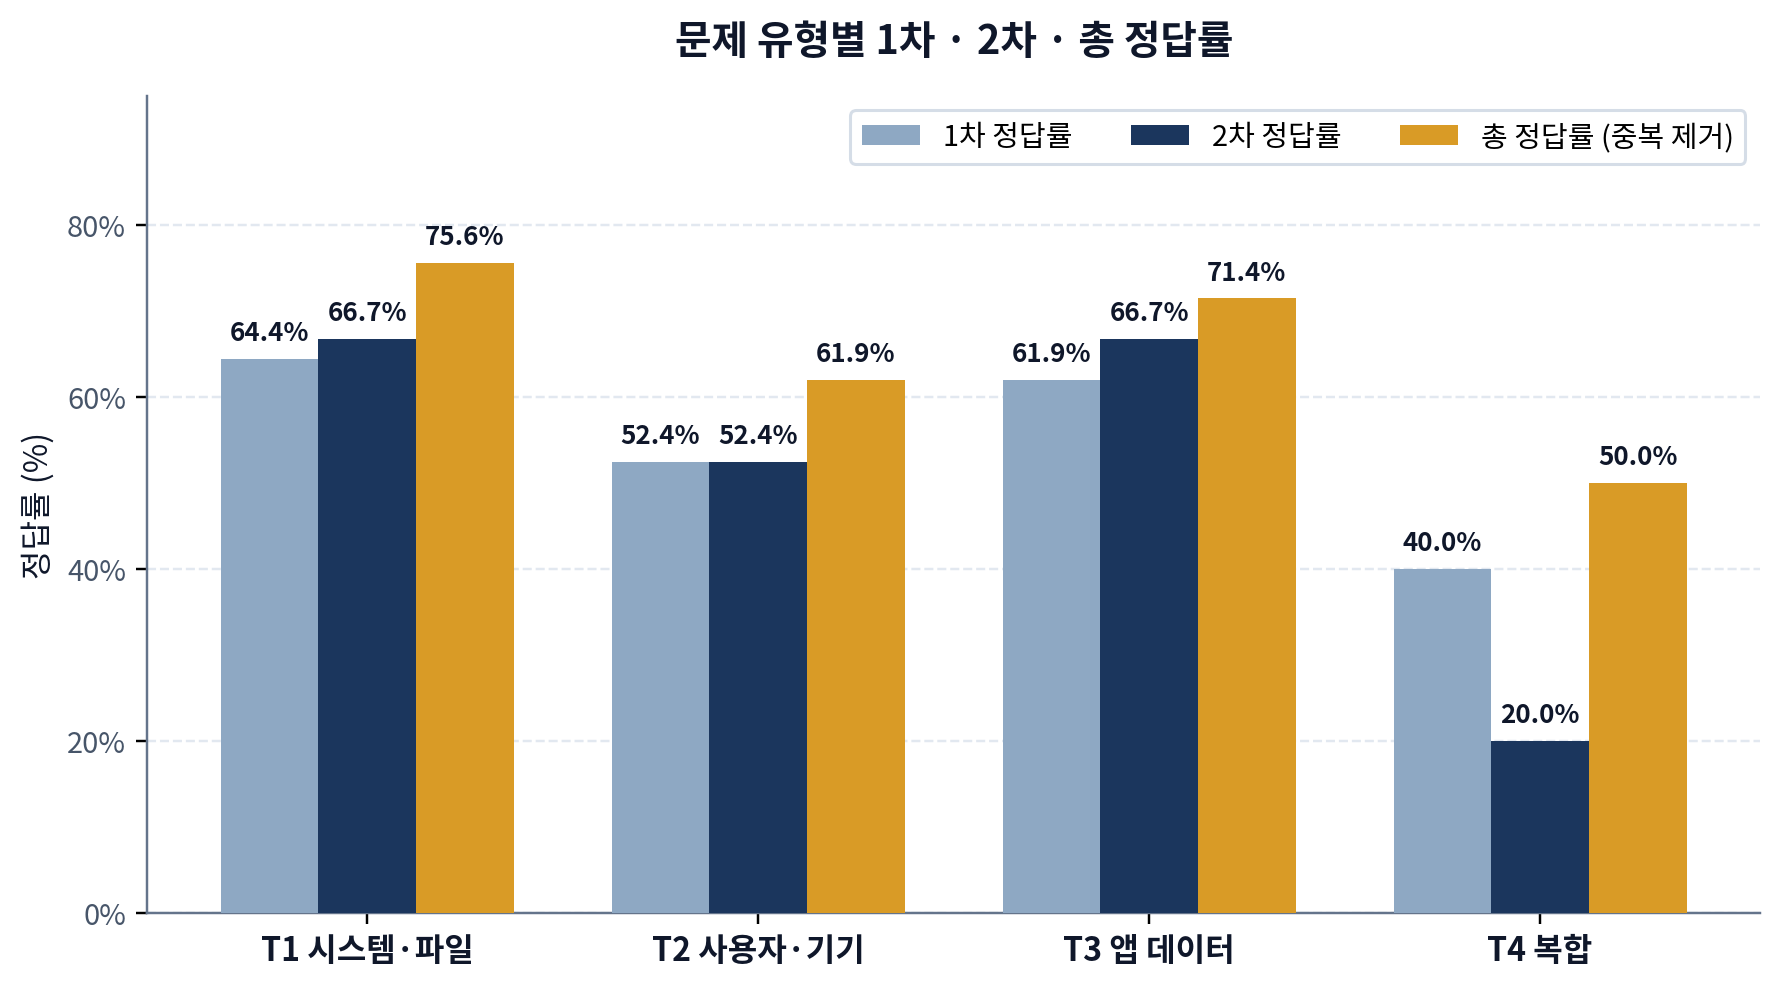 문제 유형별 1차 · 2차 · 총 정답률
1차 정답률 2차 정답률 총 정답률 (중복 제거)
정답률 (%)
80%
60%
40%
20%
0%
64.4% 66.7% 75.6%
52.4% 52.4% 61.9%
61.9% 66.7% 71.4%
40.0% 20.0% 50.0%
T1 시스템·파일 T2 사용자·기기 T3 앱 데이터 T4 복합